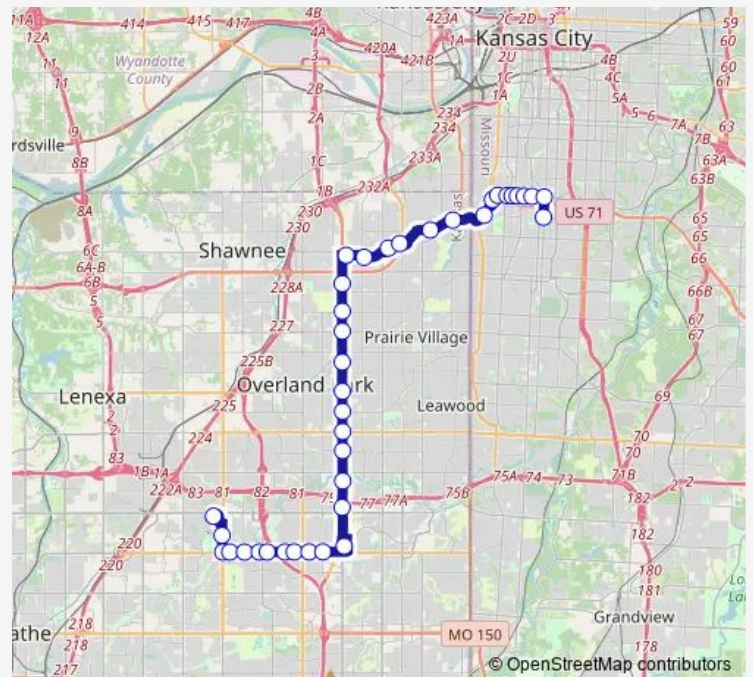 11A
12A
414
415
417
4B
4A
423A
1A
2C
2D
3
59
60
60
61
Kansas City
420A
421B
2U
1C
1A
4B
4C
5A
5
6
7A
7B
63
63A
63B
Wyandotte
County
11
11
3
2B
2A
1C
1B
234
234
233A
232A
230
230
9
8B
rdsville
8A
Missouri
Kansas
US 71
65
65
66
66B
67
67
Shawnee
6C
6A-B
6B
5
5
228A
227
225B
225
224
Prairie Village
Overland Park
Lenexa
Leawood
69
70
70
71B
2
2
83
1B
1A
222A
83
81
82
81
77
77A
75B
75A
74
73
2
2
182
182
180
181
178
220
220
218
218
217
athe
Grandview
MO 150
© OpenStreetMap contributors